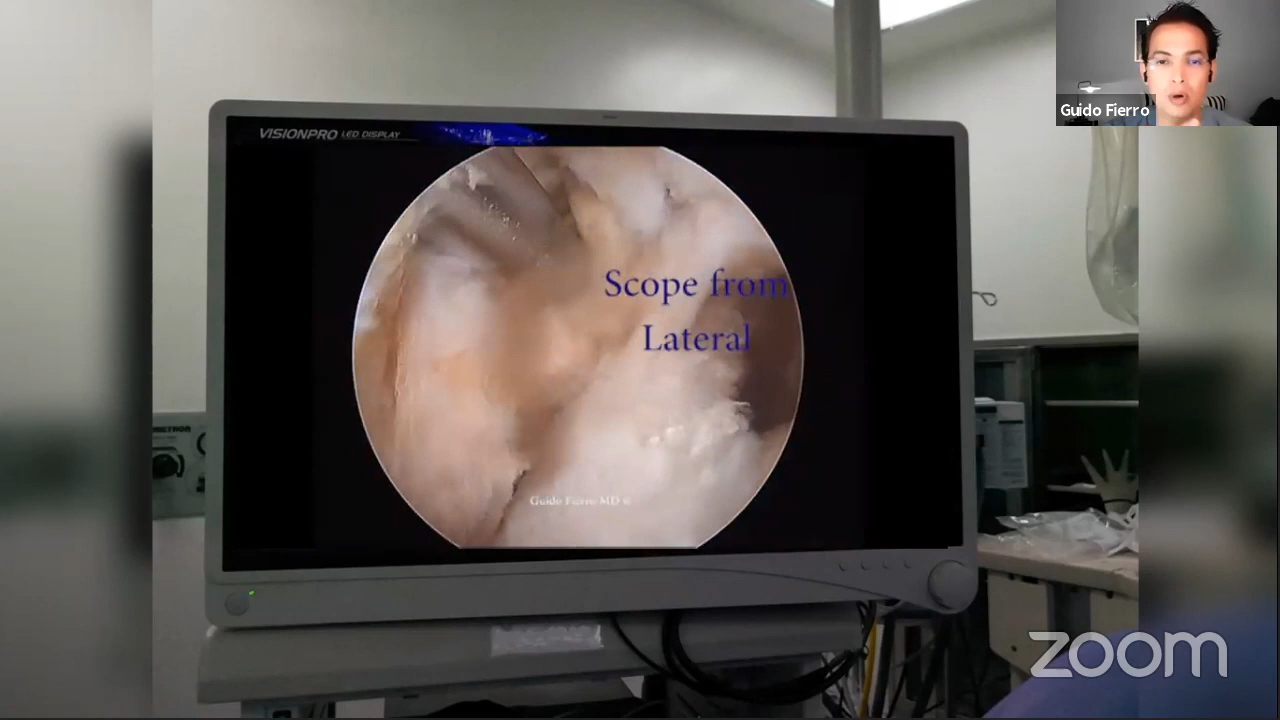 Guido Fierro
VISIONPRO LED DISPLAY
Scope from
Lateral
Guido Fierro MD ©
zoom